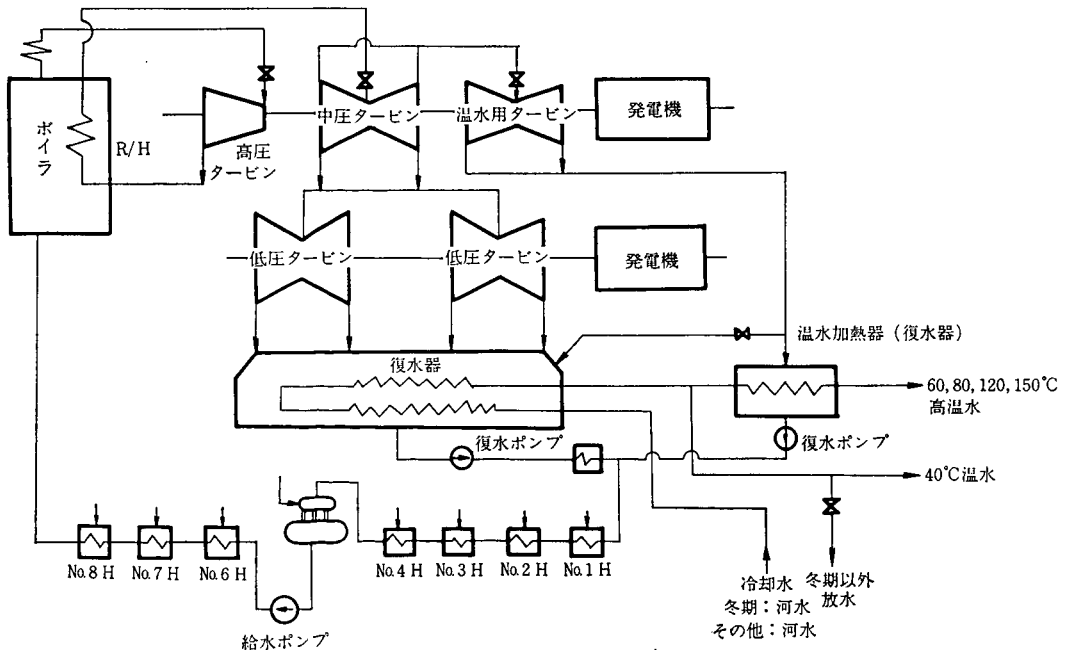 ボイラ
R/H
高圧
タービン
中圧タービン
温水用タービン
発電機
低圧タービン
低圧タービン
発電機
温水加熱器(復水器)
復水器
60,80,120,150℃
高温水
復水ポンプ
復水ポンプ
40℃温水
No.8 H
No.7 H
No.6 H
No.4 H
No.3 H
No.2 H
No.1 H
給水ポンプ
冷却水
冬期:河水
その他:河水
冬期以外
放水